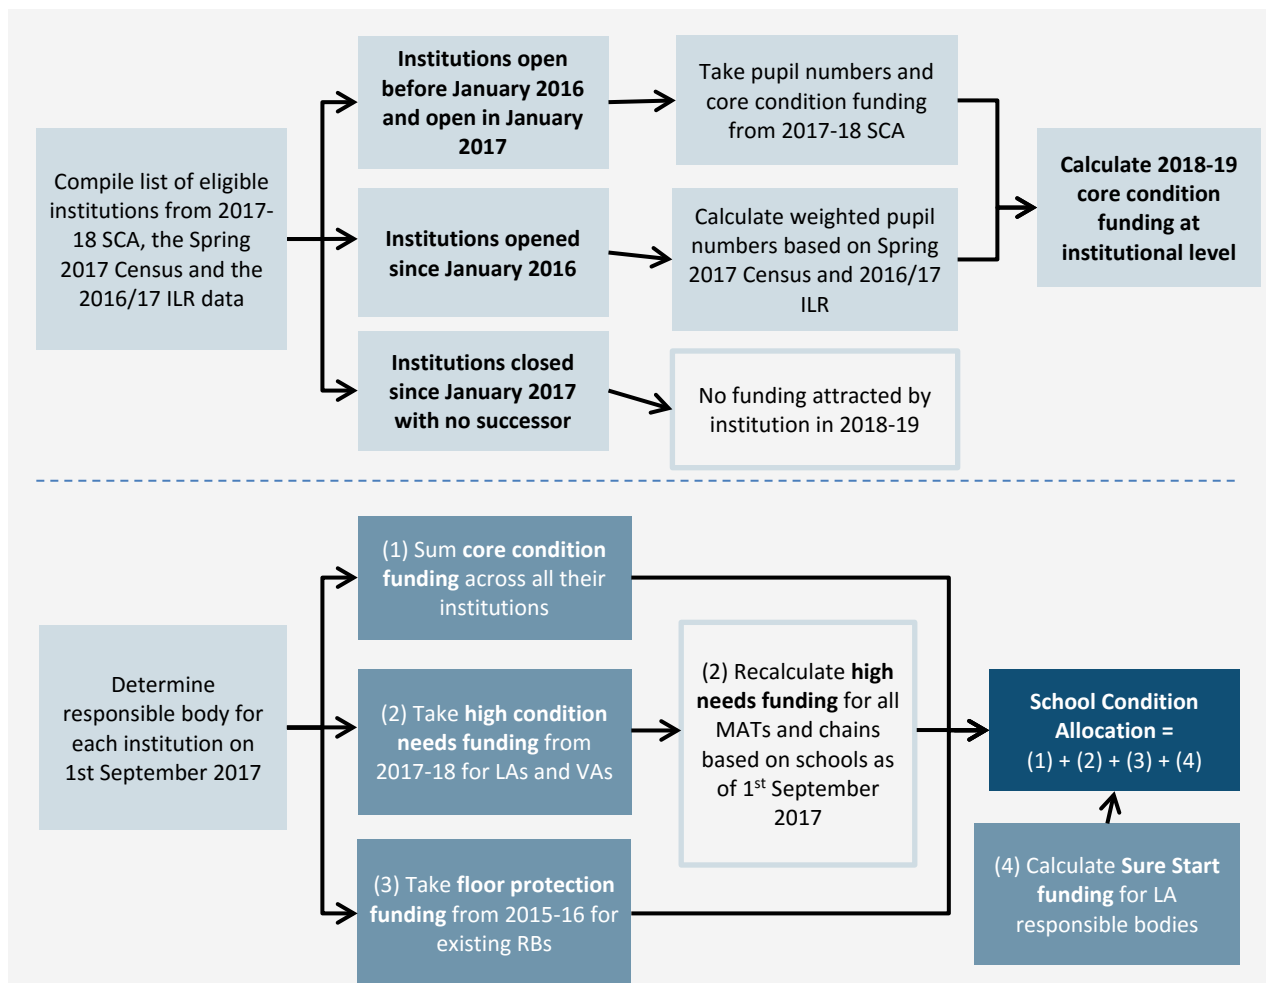 Compile list of eligible
institutions from 2017-
18 SCA, the Spring
2017 Census and the
2016/17 ILR data
Institutions open
before January 2016
and open in January
2017
Take pupil numbers and
core condition funding
from 2017-18 SCA
Institutions opened
since January 2016
Calculate weighted pupil
numbers based on Spring
2017 Census and 2016/17
ILR
Institutions closed
since January 2017
with no successor
No funding attracted by
institution in 2018-19
Calculate 2018-19
core condition
funding at
institutional level
Determine
responsible body for
each institution on
1st September 2017
(1) Sum core condition
funding across all their
institutions
(2) Take high condition
needs funding from
2017-18 for LAs and VAs
(3) Take floor protection
funding from 2015-16 for
existing RBs
(2) Recalculate high
needs funding for all
MATs and chains
based on schools as
of 1st September
2017
School Condition
Allocation =
(1) + (2) + (3) + (4)
(4) Calculate Sure Start
funding for LA
responsible bodies